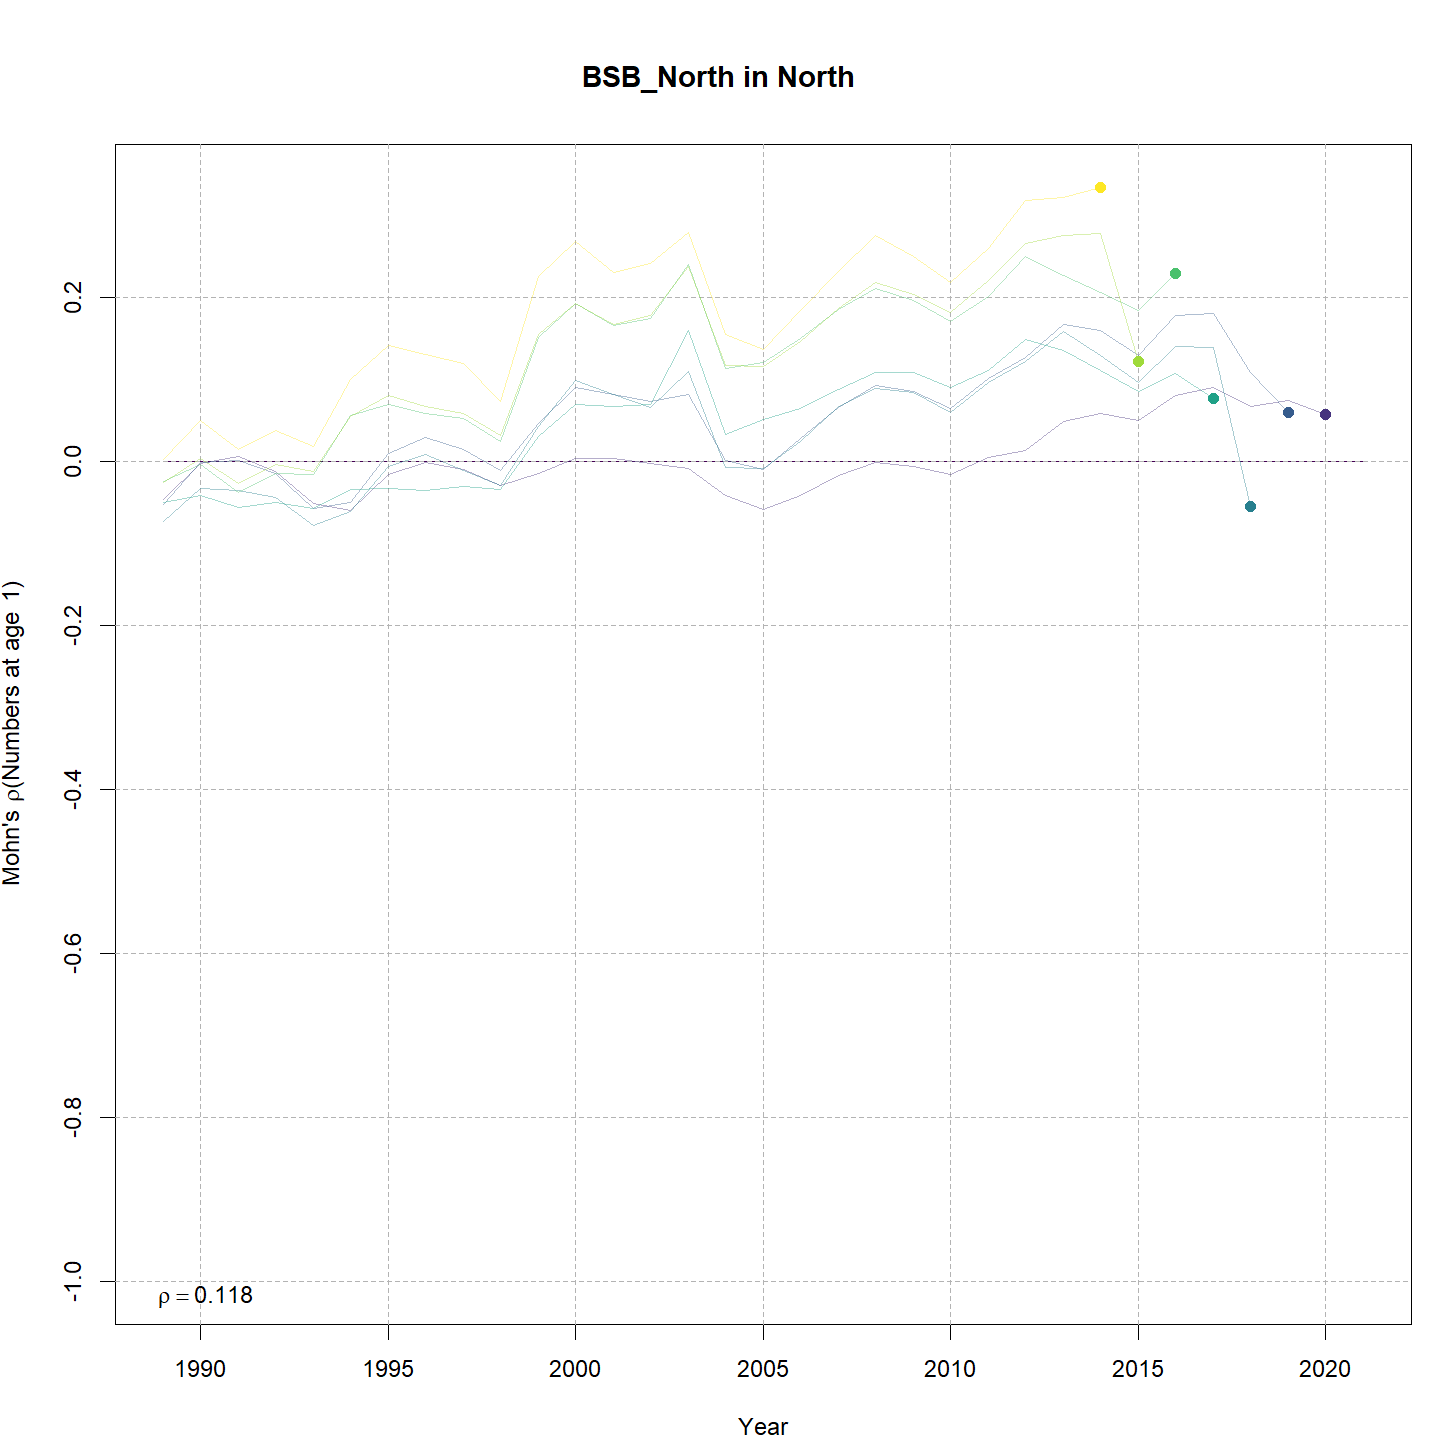 BSB_North in North
Mohn's ρ(Numbers at age 1)
0.2
0.0
-0.2
-0.4
-0.6
-0.8
-1.0
ρ = 0.118
1990 1995 2000 2005 2010 2015 2020
Year